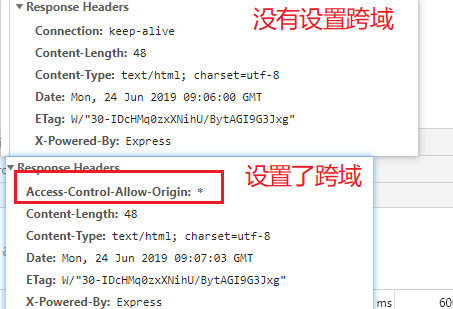 Response Headers
没有设置跨域
Connection: keep-alive
Content-Length: 48
Content-Type: text/html; charset=utf-8
Date: Mon, 24 Jun 2019 09:06:00 GMT
ETag: W/"30-IDcHMq0zxXNihU/BytAGI9G3Jxg"
X-Powered-By: Express
Response Headers
设置了跨域
Access-Control-Allow-Origin: *
Content-Length: 48
Content-Type: text/html; charset=utf-8
Date: Mon, 24 Jun 2019 09:07:03 GMT
ETag: W/"30-IDcHMq0zxXNihU/BytAGI9G3Jxg"
X-Powered-By: Express
ms